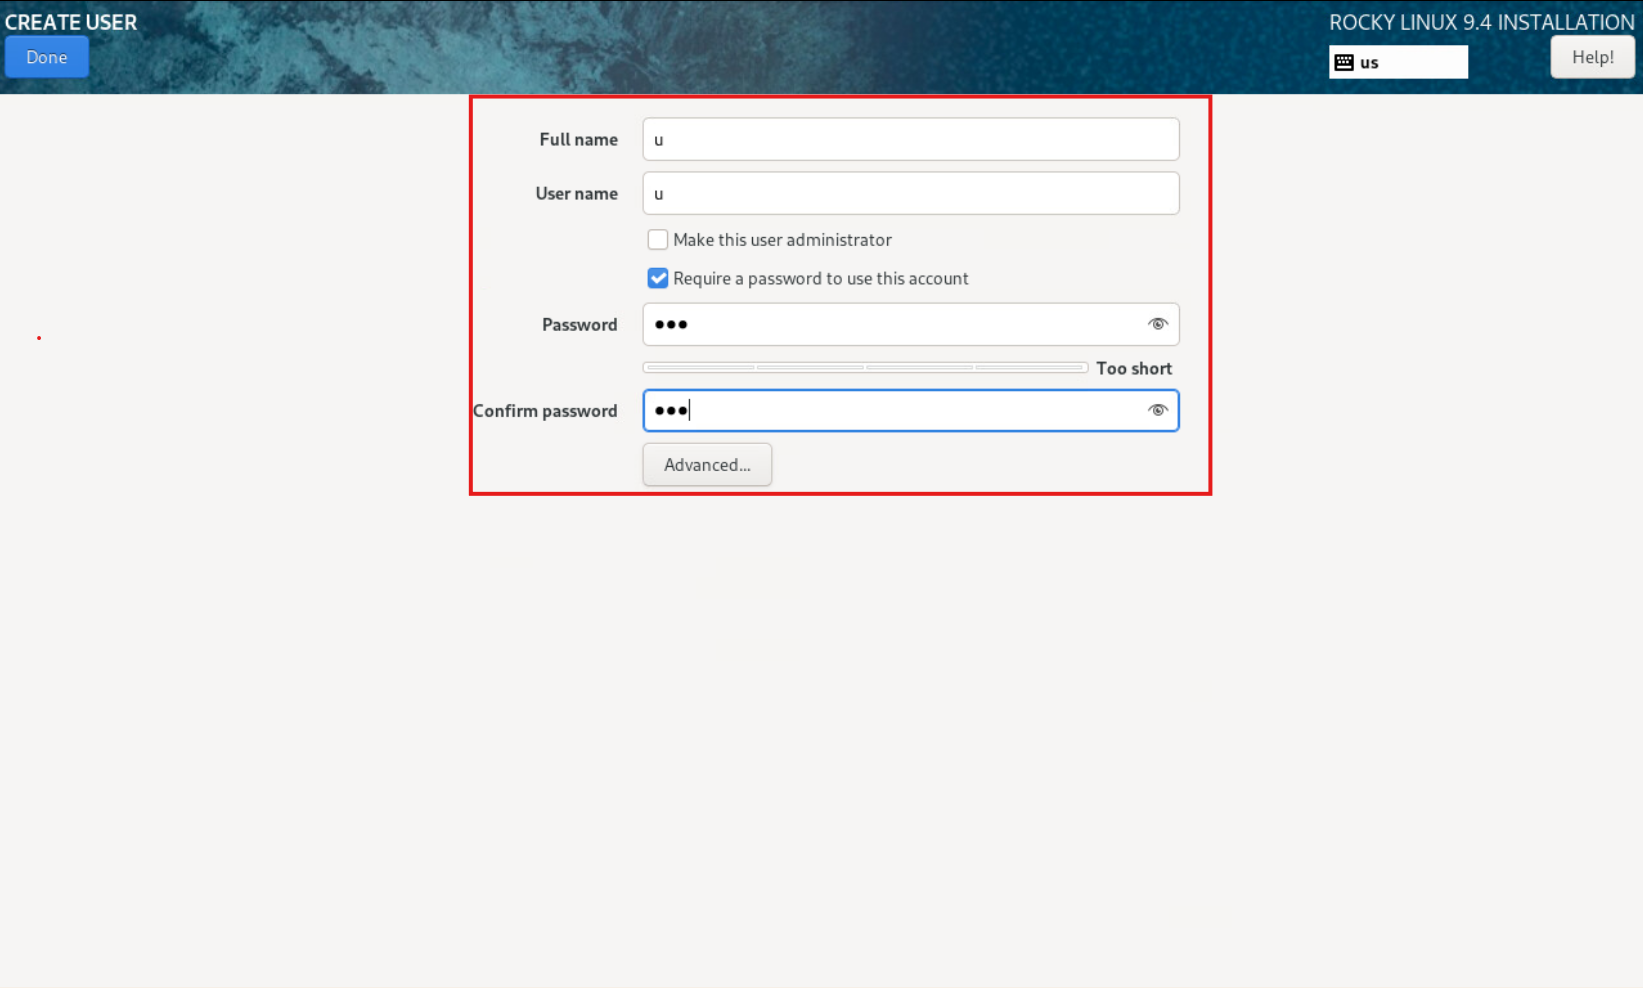 CREATE USER
ROCKY LINUX 9.4 INSTALLATION
Done
us
Help!
Full name
u
User name
u
Make this user administrator
Require a password to use this account
Password
●●●
Too short
Confirm password
●●●
Advanced...